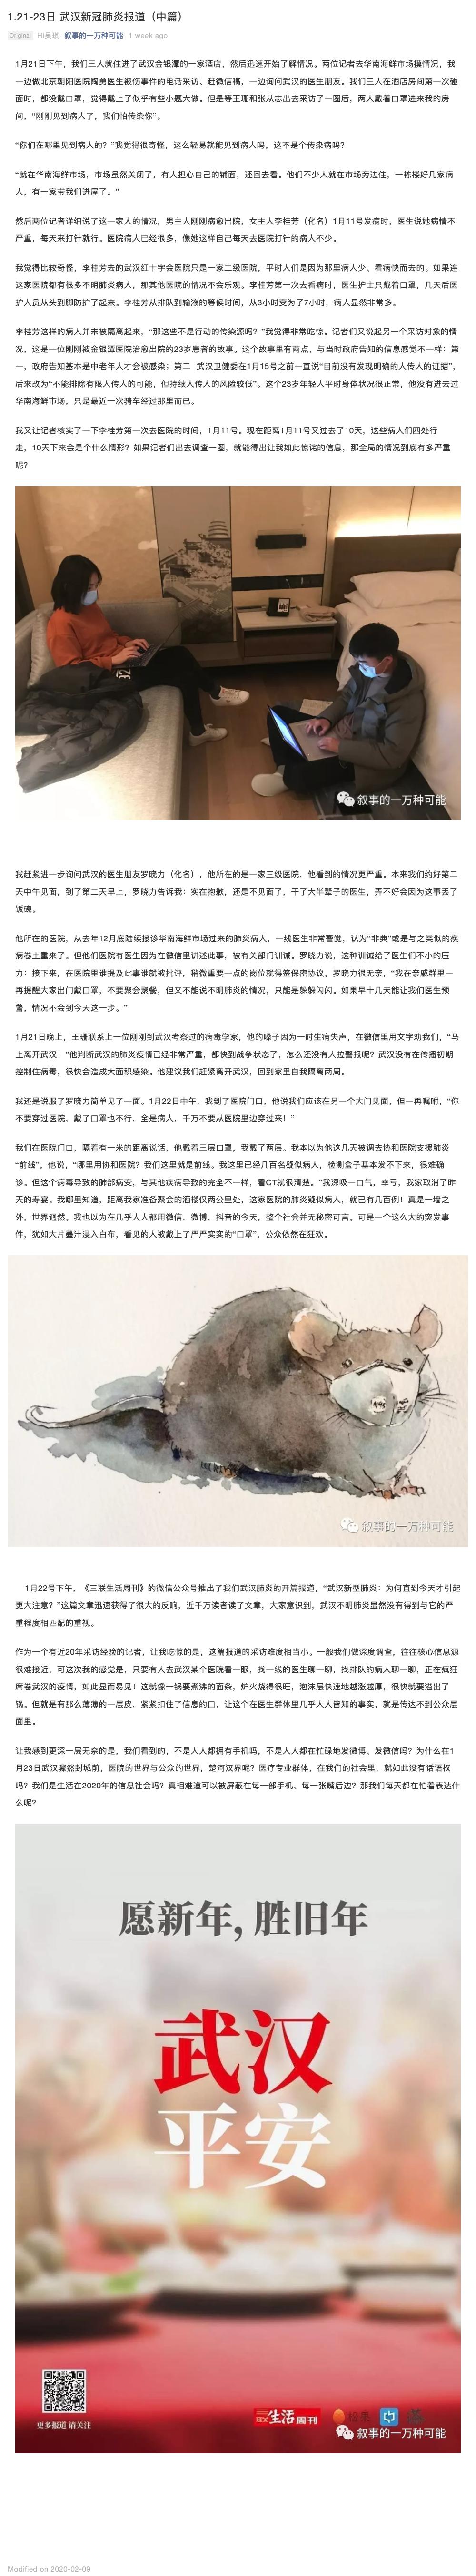 1.21-23日 武汉新冠肺炎报道（中篇）
Original Hi吴琪 叙事的一万种可能 1 week ago
1月21日下午，我们三人就住进了武汉金银潭的一家酒店，然后迅速开始了解情况。两位记者去华南海鲜市场摸情况，我
一边做北京朝阳医院陶勇医生被伤事件的电话采访、赶微信稿，一边询问武汉的医生朋友。我们三人在酒店房间第一次碰
面时，都没戴口罩，觉得戴上了似乎有些小题大做。但是等王珊和张从志出去采访了一圈后，两人戴着口罩进来我的房
间，“刚刚见到病人了，我们怕传染你”。
“你们在哪里见到病人的？”我觉得很奇怪，这么轻易就能见到病人吗，这不是个传染病吗？
“就在华南海鲜市场，市场虽然关闭了，有人担心自己的铺面，还回去看。他们不少人就在市场旁边住，一栋楼好几家病
人，有一家带我们进屋了。”
然后两位记者详细说了这一家人的情况，男主人刚刚病愈出院，女主人李桂芳（化名）1月11号发病时，医生说她病情不
严重，每天来打针就行。医院病人已经很多，像她这样自己每天去医院打针的病人不少。
我觉得比较奇怪，李桂芳去的武汉红十字会医院只是一家二级医院，平时人们是因为那里病人少、看病快而去的。如果连
这家医院都有很多不明肺炎病人，那其他医院的情况不会乐观。李桂芳第一次去看病时，医生护士只戴着口罩，几天后医
护人员从头到脚防护了起来。李桂芳从排队到输液的等候时间，从3小时变为了7小时，病人显然非常多。
李桂芳这样的病人并未被隔离起来，“那这些不是行动的传染源吗？”我觉得非常吃惊。记者们又说起另一个采访对象的情
况，这是一位刚刚被金银潭医院治愈出院的23岁患者的故事。这个故事里有两点，与当时政府告知的信息感觉不一样：第
一，政府告知基本是中老年人才会被感染；第二 武汉卫健委在1月15号之前一直说“目前没有发现明确的人传人的证据”，
后来改为“不能排除有限人传人的可能，但持续人传人的风险较低”。这个23岁年轻人平时身体状况很正常，他没有进去过
华南海鲜市场，只是最近一次骑车经过那里而已。
我又让记者核实了一下李桂芳第一次去医院的时间，1月11号。现在距离1月11号又过去了10天，这些病人们四处行
走，10天下来会是个什么情形？如果记者们出去调查一圈，就能得出让我如此惊诧的信息，那全局的情况到底有多严重
呢？
叙事的一万种可能
我赶紧进一步询问武汉的医生朋友罗晓力（化名），他所在的是一家三级医院，他看到的情况更严重。本来我们约好第二
天中午见面，到了第二天早上，罗晓力告诉我：实在抱歉，还是不见面了，干了大半辈子的医生，弄不好会因为这事丢了
饭碗。
他所在的医院，从去年12月底陆续接诊华南海鲜市场过来的肺炎病人，一线医生非常警觉，认为“非典”或是与之类似的疾
病卷土重来了。但他们医院有医生因为在微信里讲述此事，被有关部门训诫。罗晓力说，这种训诫给了医生们不小的压
力：接下来，在医院里谁提及此事谁就被批评，稍微重要一点的岗位就得签保密协议。罗晓力很无奈，“我在亲戚群里一
再提醒大家出门戴口罩，不要聚会聚餐，但又不能说不明肺炎的情况，只能是躲躲闪闪。如果早十几天能让我们医生预
警，情况不会到今天这一步。”
1月21日晚上，王珊联系上一位刚刚到武汉考察过的病毒学家，他的嗓子因为一时生病失声，在微信里用文字劝我们，“马
上离开武汉！”他判断武汉的肺炎疫情已经非常严重，都快到战争状态了，怎么还没有人拉警报呢？武汉没有在传播初期
控制住病毒，很快会造成大面积感染。他建议我们赶紧离开武汉，回到家里自我隔离两周。
我还是说服了罗晓力简单见了一面。1月22日中午，我到了医院门口，他说我们应该在另一个大门见面，但一再嘱咐，“你
不要穿过医院，戴了口罩也不行，全是病人，千万不要从医院里边穿过来！”
我们在医院门口，隔着有一米的距离说话，他戴着三层口罩，我戴了两层。我本以为他这几天被调去协和医院支援肺炎
“前线”，他说，“哪里用协和医院？我们这里就是前线。我这里已经几百名疑似病人，检测盒子基本发不下来，很难确
诊。但这个病毒导致的肺部病变，与其他疾病导致的完全不一样，看CT就很清楚。”我深吸一口气，幸亏，我家取消了昨
天的寿宴。我哪里知道，距离我家准备聚会的酒楼仅两公里处，这家医院的肺炎疑似病人，就已有几百例！真是一墙之
外，世界迥然。我也以为在几乎人人都用微信、微博、抖音的今天，整个社会并无秘密可言。可是一个这么大的突发事
件，犹如大片墨汁浸入白布，看见的人被戴上了严严实实的“口罩”，公众依然在狂欢。
叙事的一万种可能
1月22号下午，《三联生活周刊》的微信公众号推出了我们武汉肺炎的开篇报道，“武汉新型肺炎：为何直到今天才引起
更大注意？”这篇文章迅速获得了很大的反响，近千万读者读了文章，大家意识到，武汉不明肺炎显然没有得到与它的严
重程度相匹配的重视。
作为一个有近20年采访经验的记者，让我吃惊的是，这篇报道的采访难度相当小。一般我们做深度调查，往往核心信息源
很难接近，可这次我的感觉是，只要有人去武汉某个医院看一眼，找一线的医生聊一聊，找排队的病人聊一聊，正在疯狂
席卷武汉的疫情，如此显而易见！这就像一锅要煮沸的面条，炉火烧得很旺，泡沫层快速地越涨越厚，很快就要溢出了
锅。但就是有那么薄薄的一层皮，紧紧扣住了信息的口，让这个在医生群体里几乎人人皆知的事实，就是传达不到公众层
面里。
让我感到更深一层无奈的是，我们看到的，不是人人都拥有手机吗，不是人人都在忙碌地发微博、发微信吗？为什么在1
月23日武汉骤然封城前，医院的世界与公众的世界，楚河汉界呢？医疗专业群体，在我们的社会里，就如此没有话语权
吗？我们是生活在2020年的信息社会吗？真相难道可以被屏蔽在每一部手机、每一张嘴后边？那我们每天都在忙着表达什
么呢？
愿新年，胜旧年
武汉
平安
更多报道 请关注
三联生活周刊
叙事的一万种可能
Modified on 2020-02-09